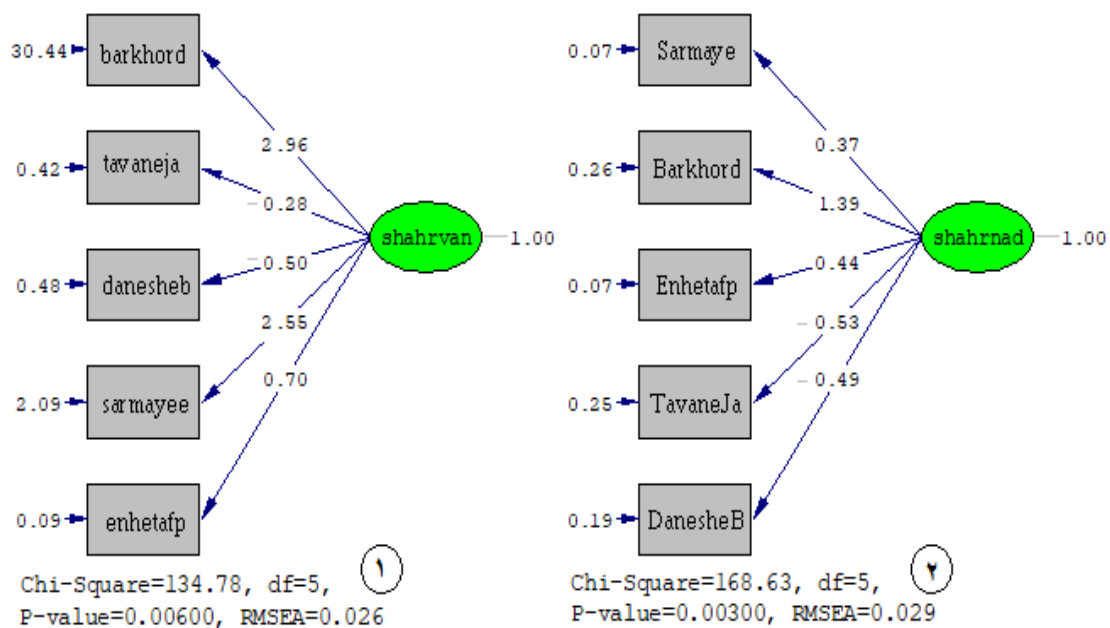 30.44
barkhord
2.96
0.42
tavaneja
-0.28
shahrvan
1.00
0.48
danesheb
-0.50
2.55
2.09
sarmayee
0.70
0.09
enhetafp
Chi-Square=134.78, df=5,
P-value=0.00600, RMSEA=0.026
۱
0.07
Sarmaye
0.37
0.26
Barkhord
1.39
shahrnad
1.00
0.07
Enhetafp
0.44
-0.53
0.25
TavaneJa
-0.49
0.19
DanesheB
Chi-Square=168.63, df=5,
P-value=0.00300, RMSEA=0.029
۲